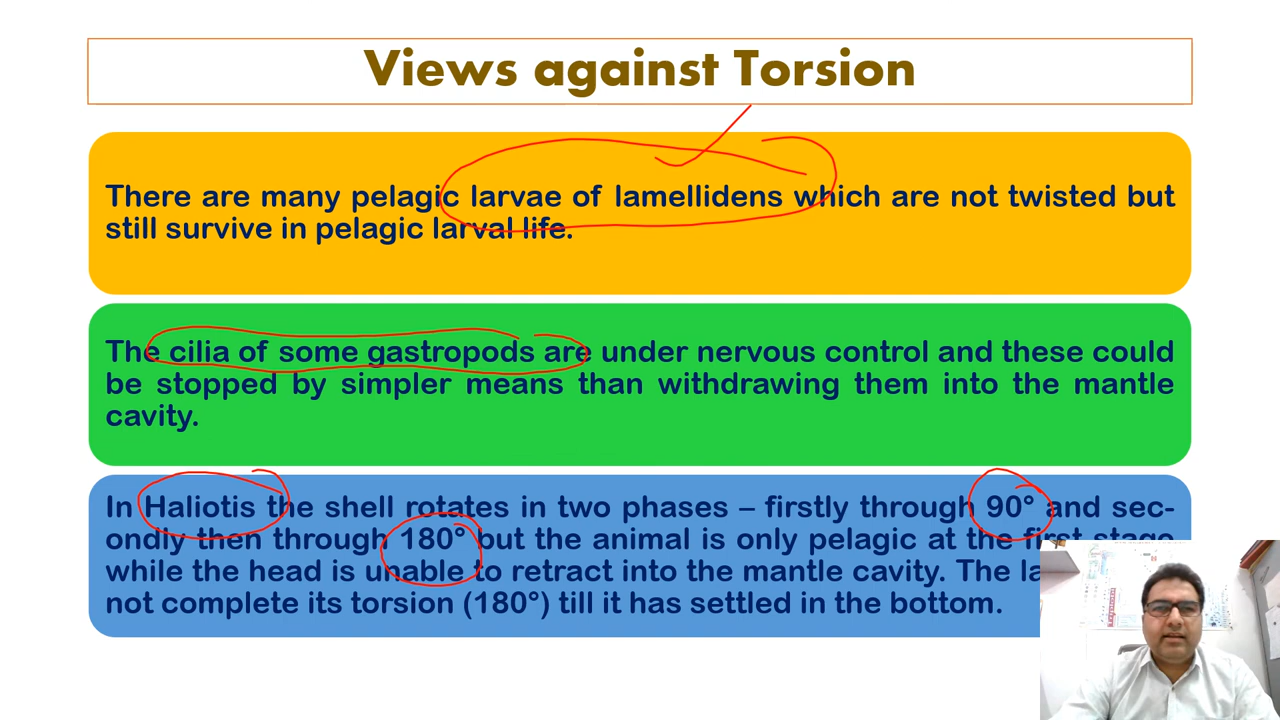 Views against Torsion
There are many pelagic larvae of lamellidens which are not twisted but
still survive in pelagic larval life.
The cilia of some gastropods are under nervous control and these could
be stopped by simpler means than withdrawing them into the mantle
cavity.
In Haliotis the shell rotates in two phases – firstly through 90° and sec-
ondly then through 180° but the animal is only pelagic at the first stage
while the head is unable to retract into the mantle cavity. The
not complete its torsion (180°) till it has settled in the bottom.